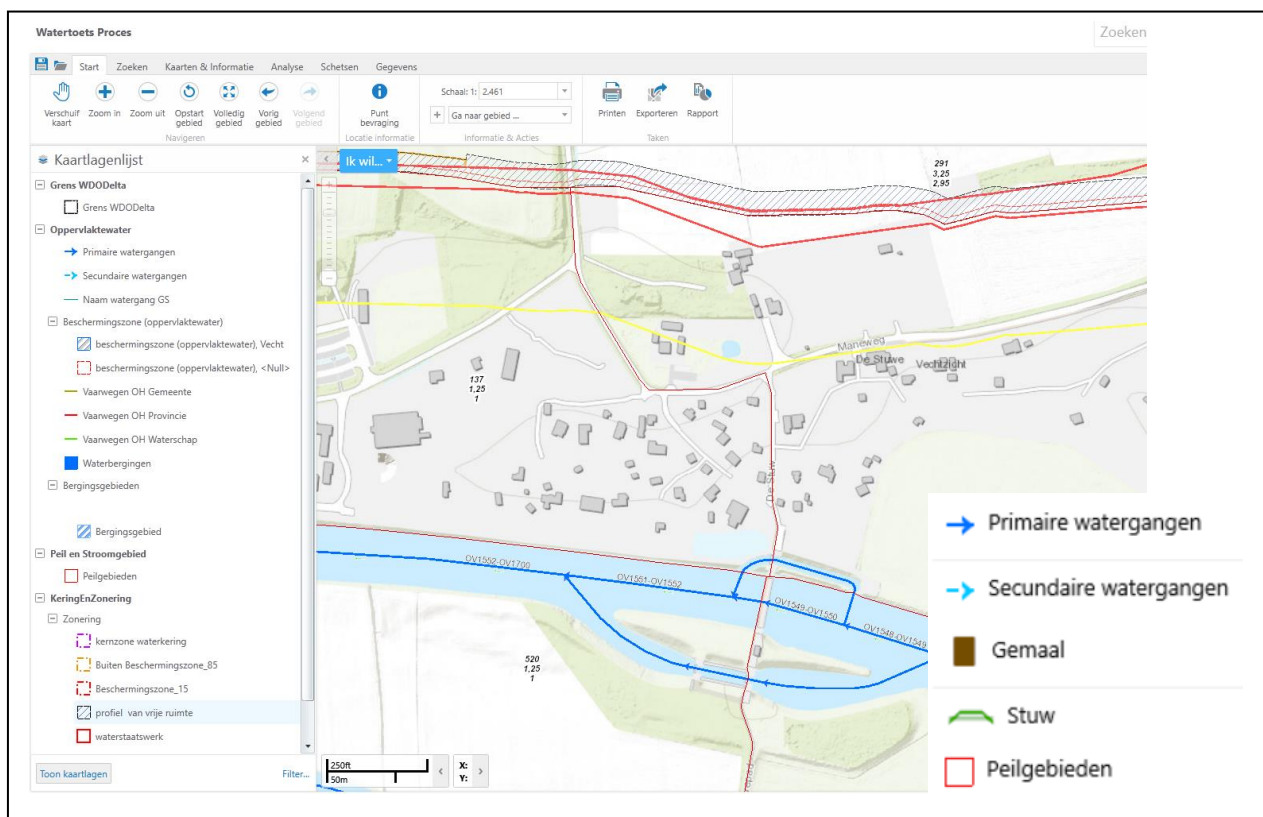 Watertoets Proces
Zoeken
Start Zoeken Kaarten & Informatie Analyse Schetsen Gegevens
Verschuif kaart
Zoom in
Zoom uit
Opstart gebied
Volledig gebied
Vorig gebied
Volgend gebied
Navigeren
Punt bevraging
Locatie informatie
Schaal: 1: 2.461
Ga naar gebied ...
Informatie & Acties
Printen
Exporteren
Rapport
Taken
Kaartlagenlijst
Ik wil...
Grens WDODelta
Grens WDODelta
Oppervlaktewater
Primaire watergangen
Secundaire watergangen
Naam watergang GS
Beschermingszone (oppervlaktewater)
beschermingszone (oppervlaktewater), Vecht
beschermingszone (oppervlaktewater), <Null>
Vaarwegen OH Gemeente
Vaarwegen OH Provincie
Vaarwegen OH Waterschap
Waterbergingen
Bergingsgebieden
Bergingsgebied
Peil en Stroomgebied
Peilgebieden
KeringEnZonering
Zonering
kernzone waterkering
Buiten Beschermingszone_85
Beschermingszone_15
profiel van vrije ruimte
waterstaatswerk
Toon kaartlagen
Filter...
291
3,25
2,95
Marieweg
De Stuwe
Vechtzicht
137
1,25
1
OV1552-OV1700
OV1551-OV1552
OV1549-OV1550
OV1548-OV1549
520
1,25
1
250ft
50m
X:
Y:
Primaire watergangen
Secundaire watergangen
Gemaal
Stuw
Peilgebieden